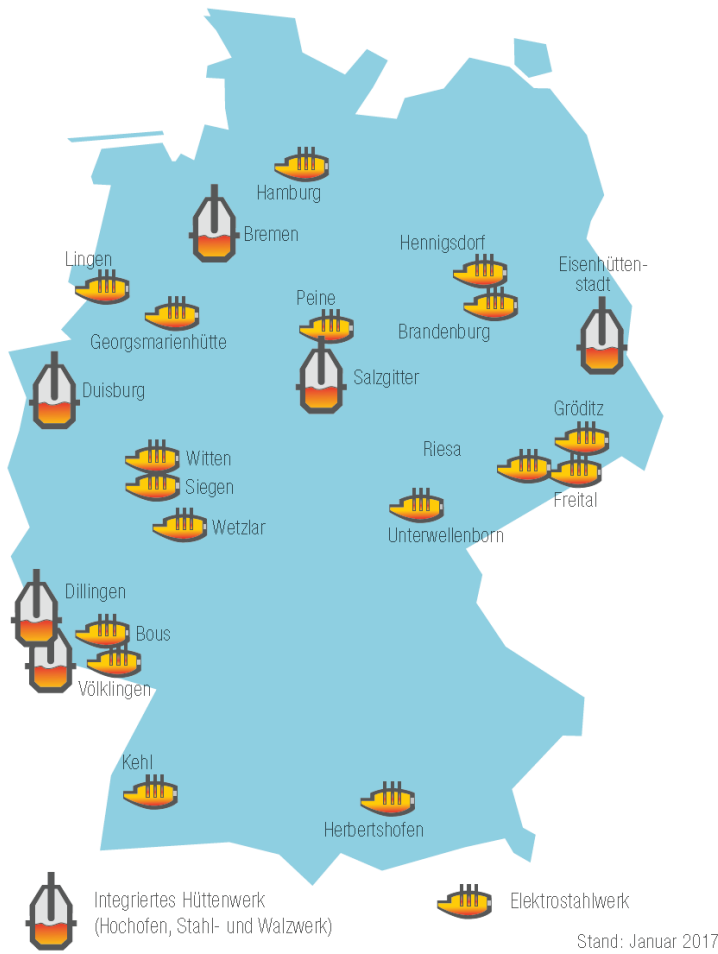 Hamburg
Bremen
Hennigsdorf
Lingen
Eisenhütten-
stadt
Peine
Brandenburg
Georgsmarienhütte
Salzgitter
Duisburg
Gröditz
Riesa
Witten
Siegen
Freital
Wetzlar
Unterwellenborn
Dillingen
Bous
Völklingen
Kehl
Herbertshofen
Integriertes Hüttenwerk
(Hochofen, Stahl- und Walzwerk)
Elektrostahlwerk
Stand: Januar 2017